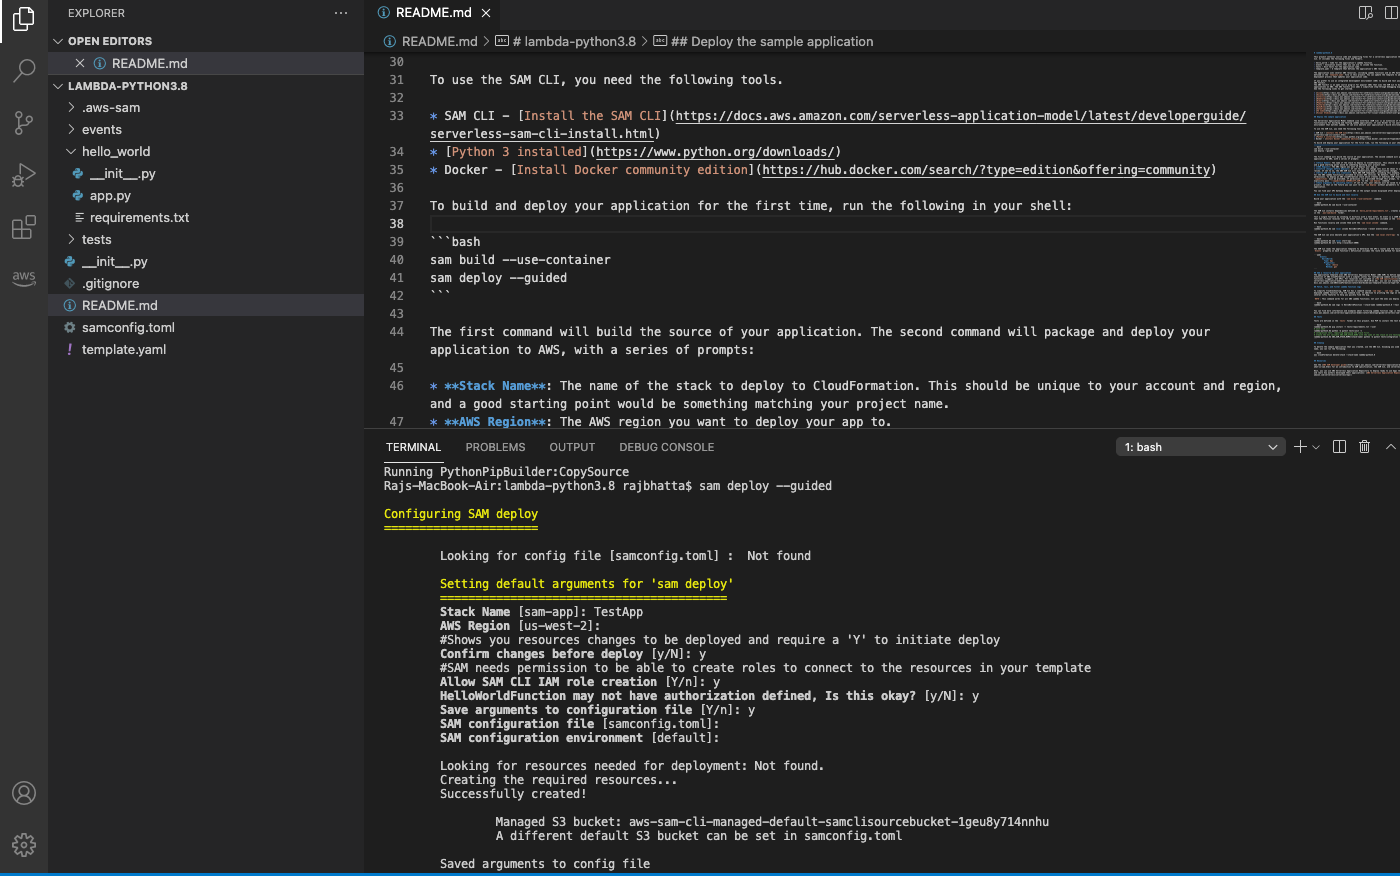 EXPLORER
OPEN EDITORS
README.md
LAMBDA-PYTHON3.8
.aws-sam
events
hello_world
__init__.py
app.py
requirements.txt
tests
__init__.py
.gitignore
README.md
samconfig.toml
template.yaml
aws
README.md
README.md > # lambda-python3.8 > ## Deploy the sample application
30
31 To use the SAM CLI, you need the following tools.
32
33 * SAM CLI - [Install the SAM CLI](https://docs.aws.amazon.com/serverless-application-model/latest/developerguide/
serverless-sam-cli-install.html)
34 * [Python 3 installed](https://www.python.org/downloads/)
35 * Docker - [Install Docker community edition](https://hub.docker.com/search/?type=edition&offering=community)
36
37 To build and deploy your application for the first time, run the following in your shell:
38
39 ```bash
40 sam build --use-container
41 sam deploy --guided
42 ```
43
44 The first command will build the source of your application. The second command will package and deploy your
application to AWS, with a series of prompts:
45
46 * **Stack Name**: The name of the stack to deploy to CloudFormation. This should be unique to your account and region,
and a good starting point would be something matching your project name.
47 * **AWS Region**: The AWS region you want to deploy your app to.
TERMINAL PROBLEMS OUTPUT DEBUG CONSOLE 1: bash
Running PythonPipBuilder:CopySource
Rajs-MacBook-Air:lambda-python3.8 rajbhatta$ sam deploy --guided
Configuring SAM deploy
======================
Looking for config file [samconfig.toml] :  Not found
Setting default arguments for 'sam deploy'
=========================================
Stack Name [sam-app]: TestApp
AWS Region [us-west-2]:
#Shows you resources changes to be deployed and require a 'Y' to initiate deploy
Confirm changes before deploy [y/N]: y
#SAM needs permission to be able to create roles to connect to the resources in your template
Allow SAM CLI IAM role creation [Y/n]: y
HelloWorldFunction may not have authorization defined, Is this okay? [y/N]: y
Save arguments to configuration file [Y/n]: y
SAM configuration file [samconfig.toml]:
SAM configuration environment [default]:
Looking for resources needed for deployment: Not found.
Creating the required resources...
Successfully created!
Managed S3 bucket: aws-sam-cli-managed-default-samclisourcebucket-1geu8y714nnhu
A different default S3 bucket can be set in samconfig.toml
Saved arguments to config file